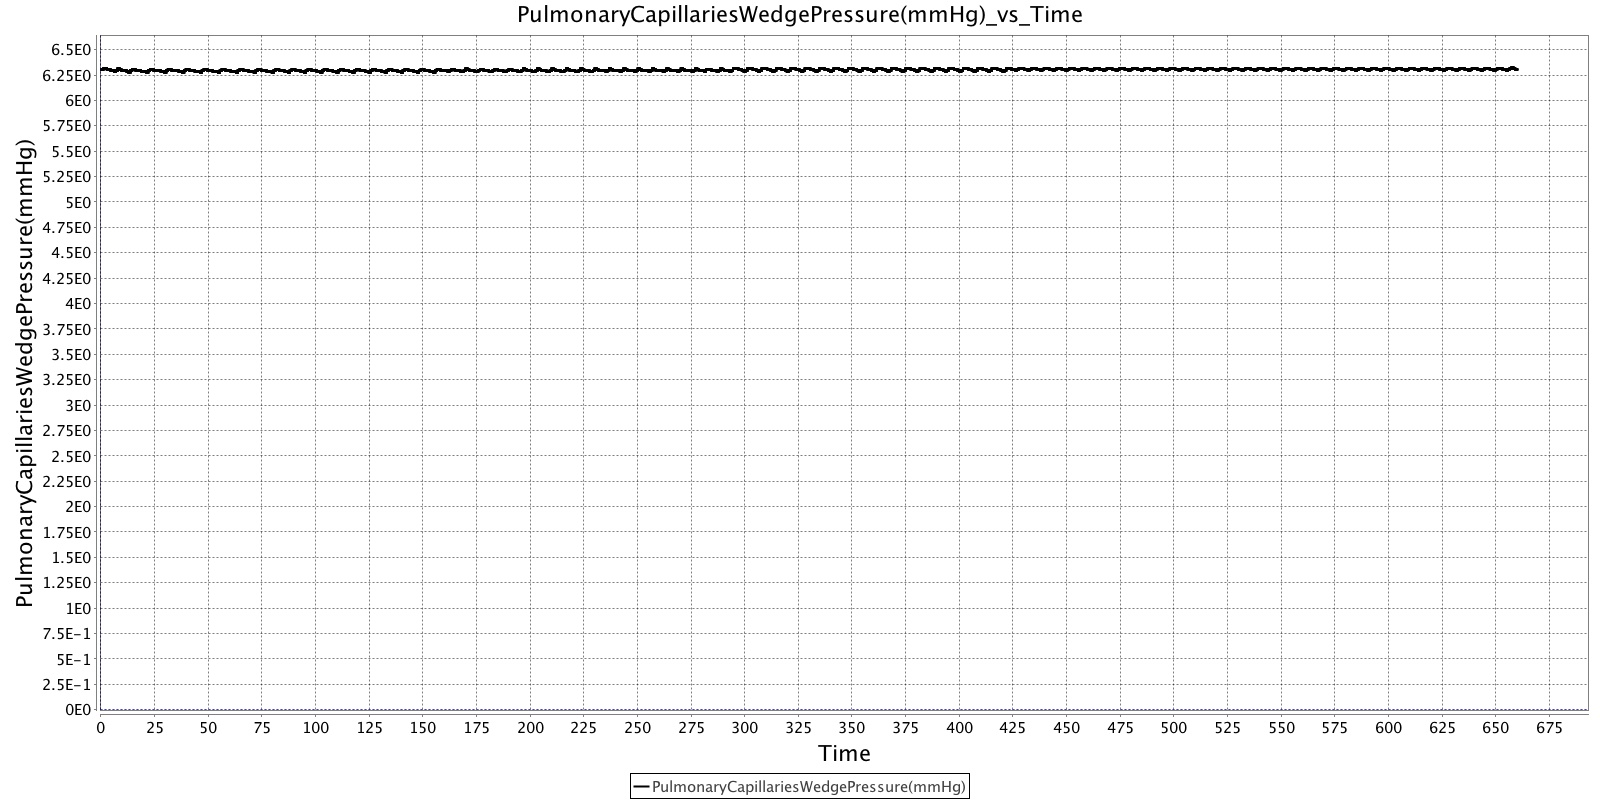 PulmonaryCapillariesWedgePressure(mmHg)_vs_Time
PulmonaryCapillariesWedgePressure(mmHg)
6.5E0
6.25E0
6E0
5.75E0
5.5E0
5.25E0
5E0
4.75E0
4.5E0
4.25E0
4E0
3.75E0
3.5E0
3.25E0
3E0
2.75E0
2.5E0
2.25E0
2E0
1.75E0
1.5E0
1.25E0
1E0
7.5E-1
5E-1
2.5E-1
0E0
0 25 50 75 100 125 150 175 200 225 250 275 300 325 350 375 400 425 450 475 500 525 550 575 600 625 650 675
Time
PulmonaryCapillariesWedgePressure(mmHg)